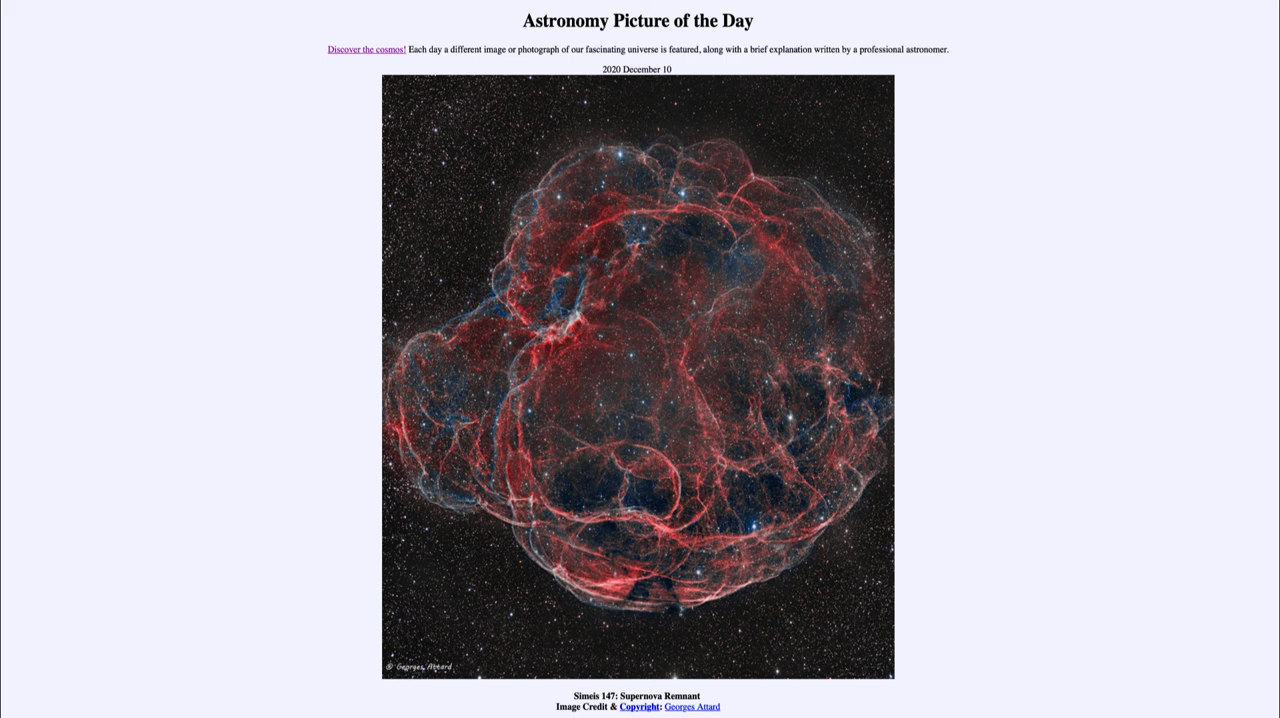 Astronomy Picture of the Day
Discover the cosmos! Each day a different image or photograph of our fascinating universe is featured, along with a brief explanation written by a professional astronomer.
2020 December 10
© Georges Attard
Simeis 147: Supernova Remnant
Image Credit & Copyright: Georges Attard